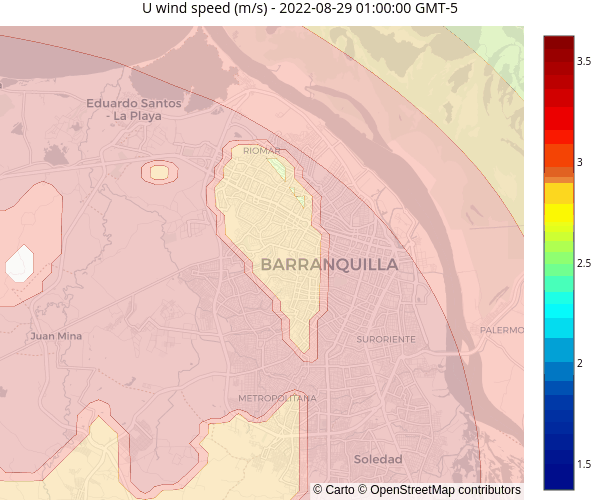 U wind speed (m/s) - 2022-08-29 01:00:00 GMT-5
3.5
Eduardo Santos
- La Playa
RIOMAR
3
BARRANQUILLA
2.5
PALERMO
Juan Mina
SURORIENTE
2
METROPOLITANA
Soledad
1.5
© Carto © OpenStreetMap contributors